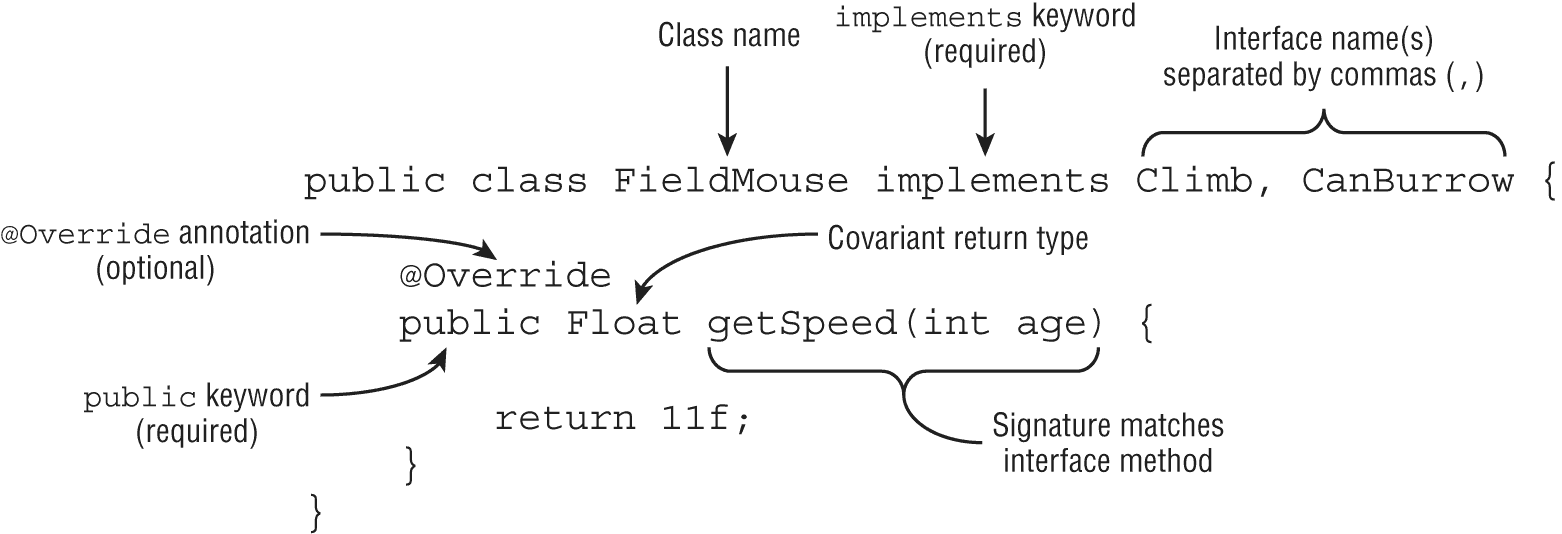 Class name
implements keyword
(required)
Interface name(s)
separated by commas (,)
public class FieldMouse implements Climb, CanBurrow {
@Override annotation
(optional)
Covariant return type
@Override
public Float getSpeed(int age) {
public keyword
(required)
return 11f;
Signature matches
interface method
}
}